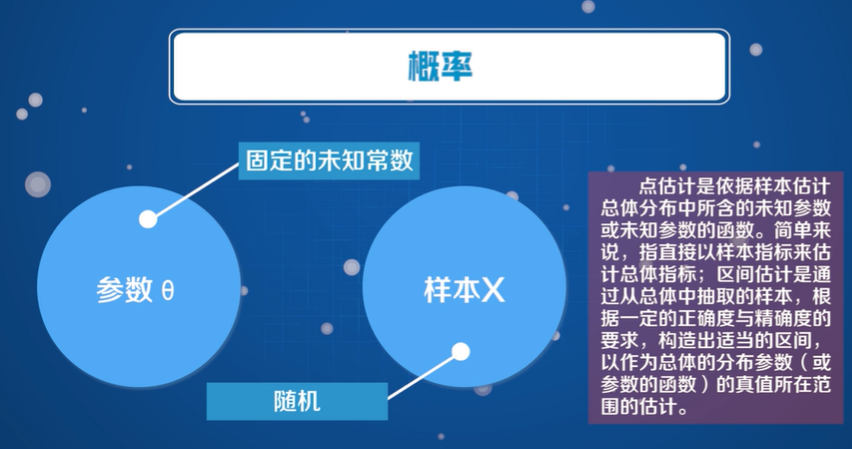 概率
固定的未知常数
参数 θ
样本X
随机
点估计是依据样本估计
总体分布中所含的未知参数
或未知参数的函数。简单来
说，指直接以样本指标来估
计总体指标；区间估计是通
过从总体中抽取的样本，根
据一定的正确度与精确度的
要求，构造出适当的区间，
以作为总体的分布参数（或
参数的函数）的真值所在范
围的估计。